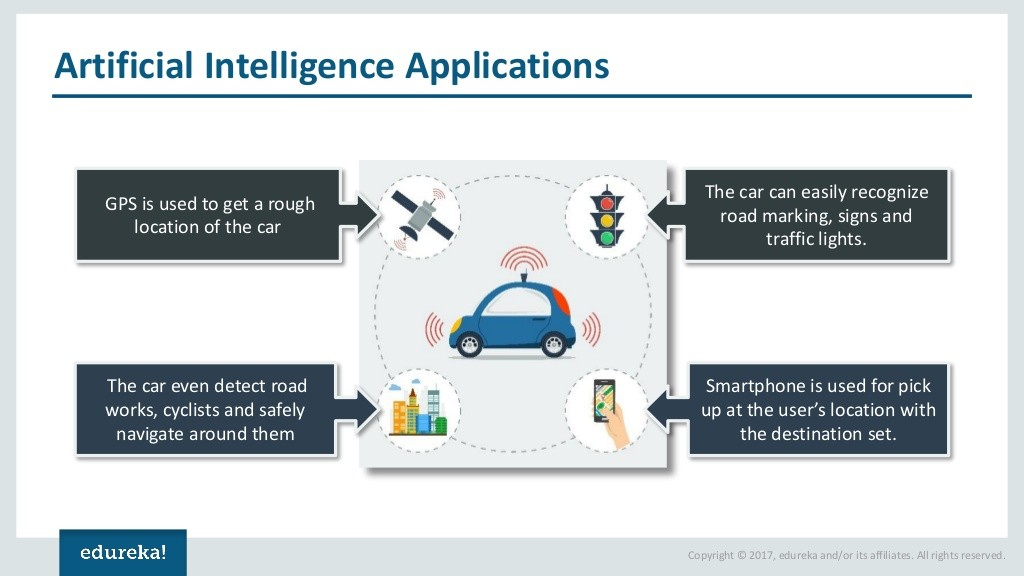 Artificial Intelligence Applications
GPS is used to get a rough
location of the car
The car can easily recognize
road marking, signs and
traffic lights.
The car even detect road
works, cyclists and safely
navigate around them
Smartphone is used for pick
up at the user’s location with
the destination set.
edureka!
Copyright © 2017, edureka and/or its affiliates. All rights reserved.